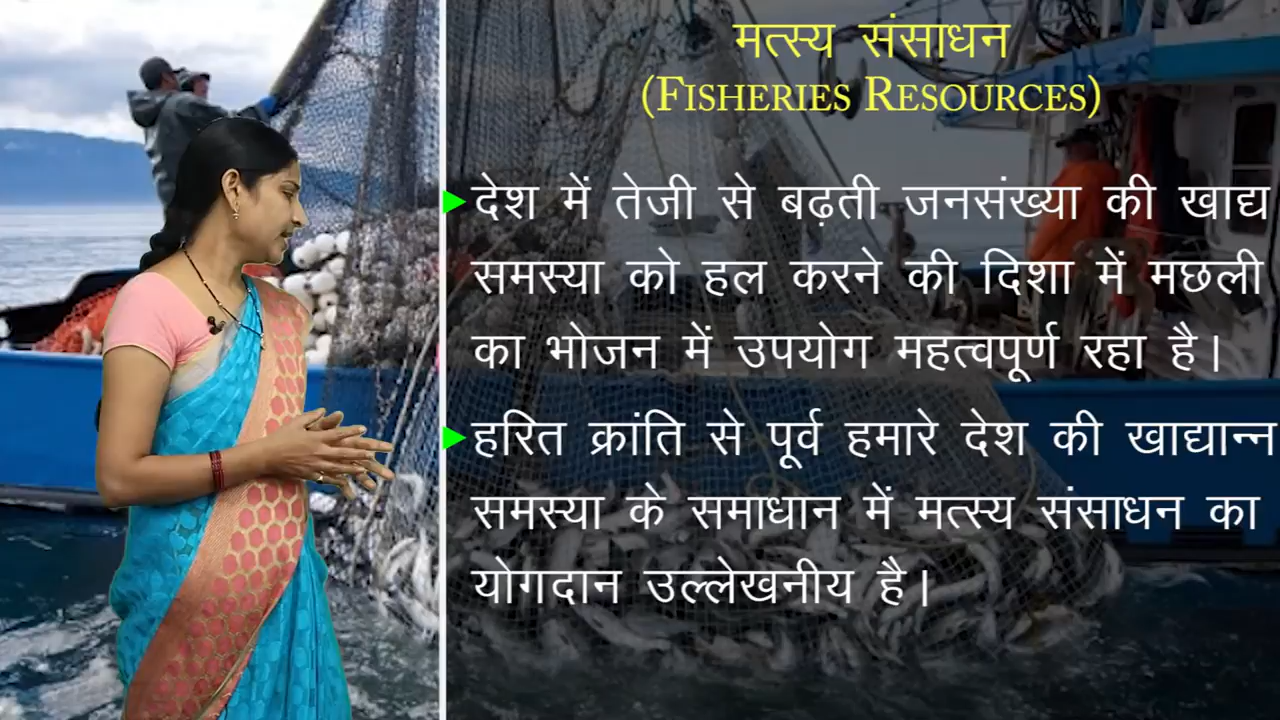 मत्स्य संसाधन
(Fisheries Resources)
देश में तेजी से बढ़ती जनसंख्या की खाद्य
समस्या को हल करने की दिशा में मछली
का भोजन में उपयोग महत्वपूर्ण रहा है।
हरित क्रांति से पूर्व हमारे देश की खाद्यान्न
समस्या के समाधान में मत्स्य संसाधन का
योगदान उल्लेखनीय है।